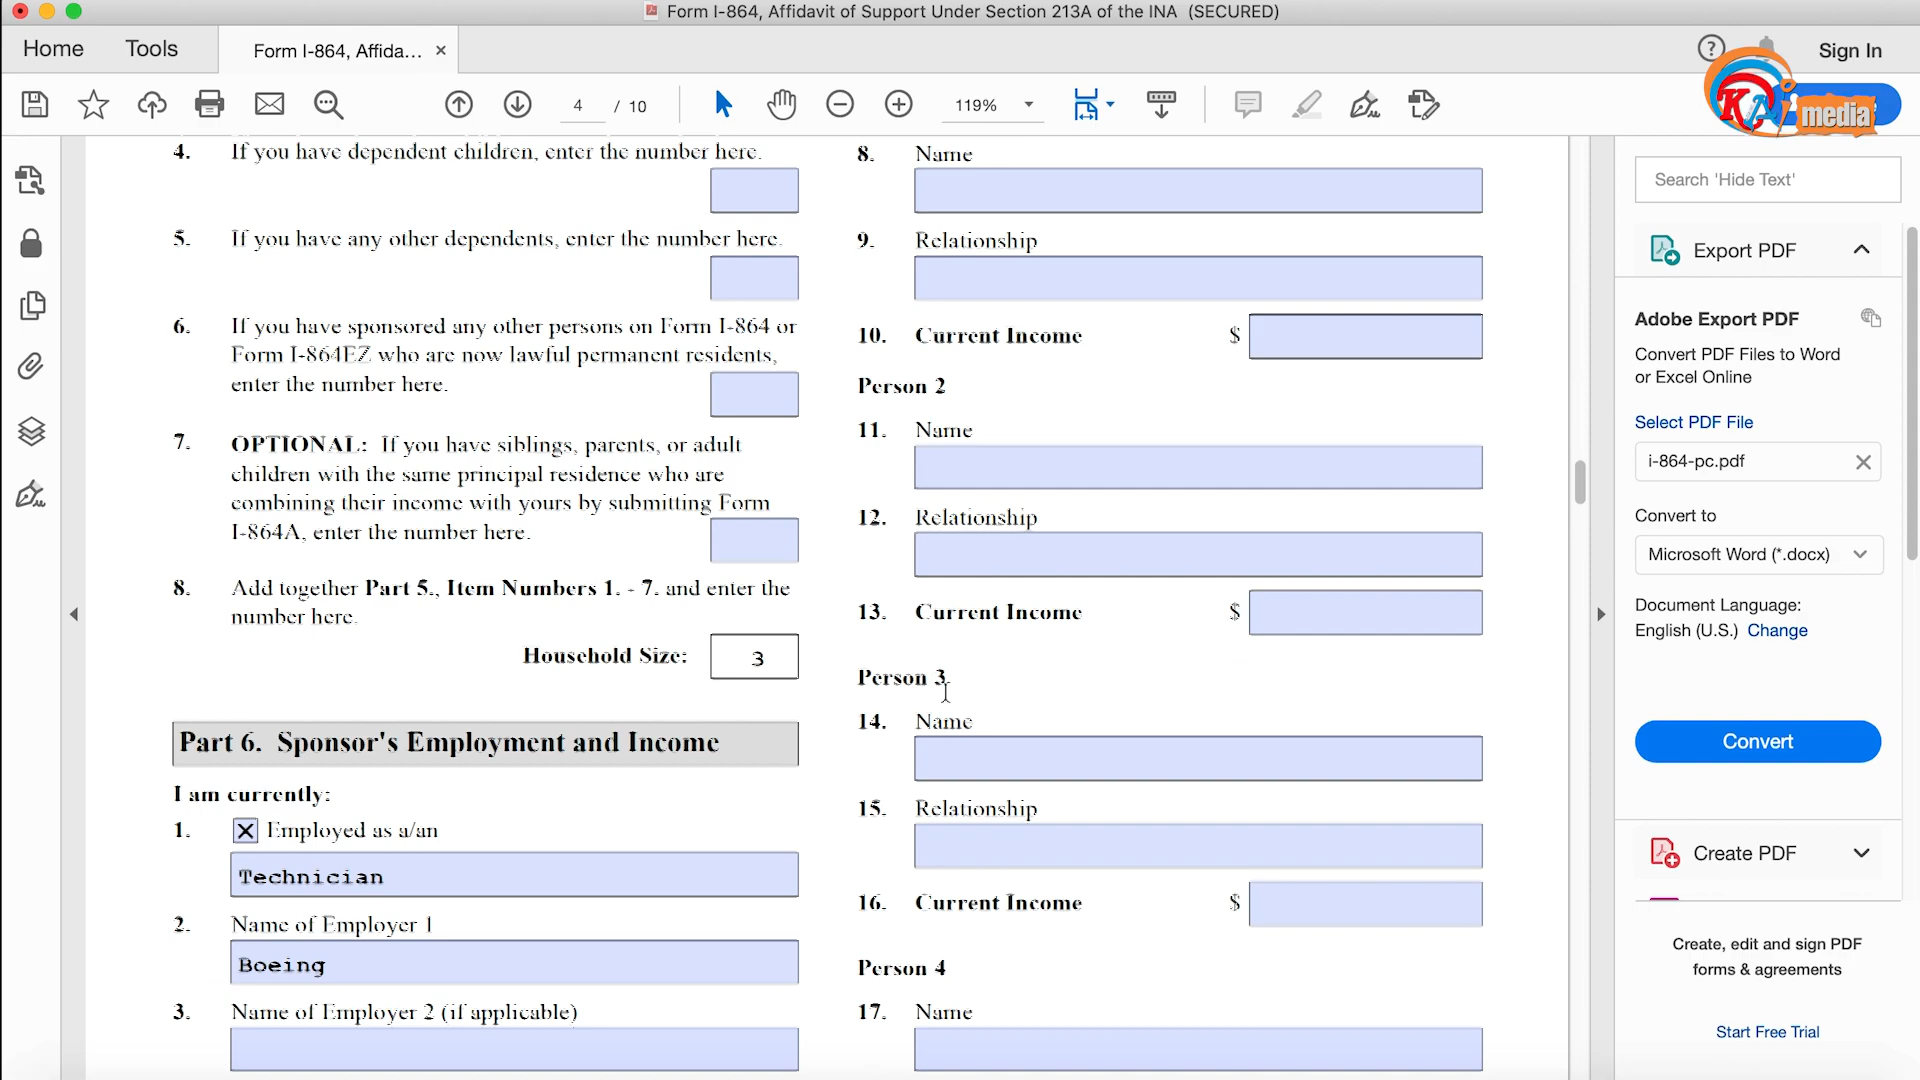 Form I-864, Affidavit of Support Under Section 213A of the INA (SECURED)
Home
Tools
Form I-864, Affida... ×
Sign In
KAi media
4 / 10
119%
4. If you have dependent children, enter the number here.
5. If you have any other dependents, enter the number here.
6. If you have sponsored any other persons on Form I-864 or
Form I-864EZ who are now lawful permanent residents,
enter the number here.
7. OPTIONAL: If you have siblings, parents, or adult
children with the same principal residence who are
combining their income with yours by submitting Form
I-864A, enter the number here.
8. Add together Part 5., Item Numbers 1. - 7. and enter the
number here.
Household Size: 3
Part 6. Sponsor's Employment and Income
I am currently:
1. X Employed as a/an
Technician
2. Name of Employer 1
Boeing
3. Name of Employer 2 (if applicable)
8. Name
9. Relationship
10. Current Income $
Person 2
11. Name
12. Relationship
13. Current Income $
Person 3
14. Name
15. Relationship
16. Current Income $
Person 4
17. Name
Search 'Hide Text'
Export PDF
Adobe Export PDF
Convert PDF Files to Word
or Excel Online
Select PDF File
i-864-pc.pdf
Convert to
Microsoft Word (*.docx)
Document Language:
English (U.S.) Change
Convert
Create PDF
Create, edit and sign PDF
forms & agreements
Start Free Trial